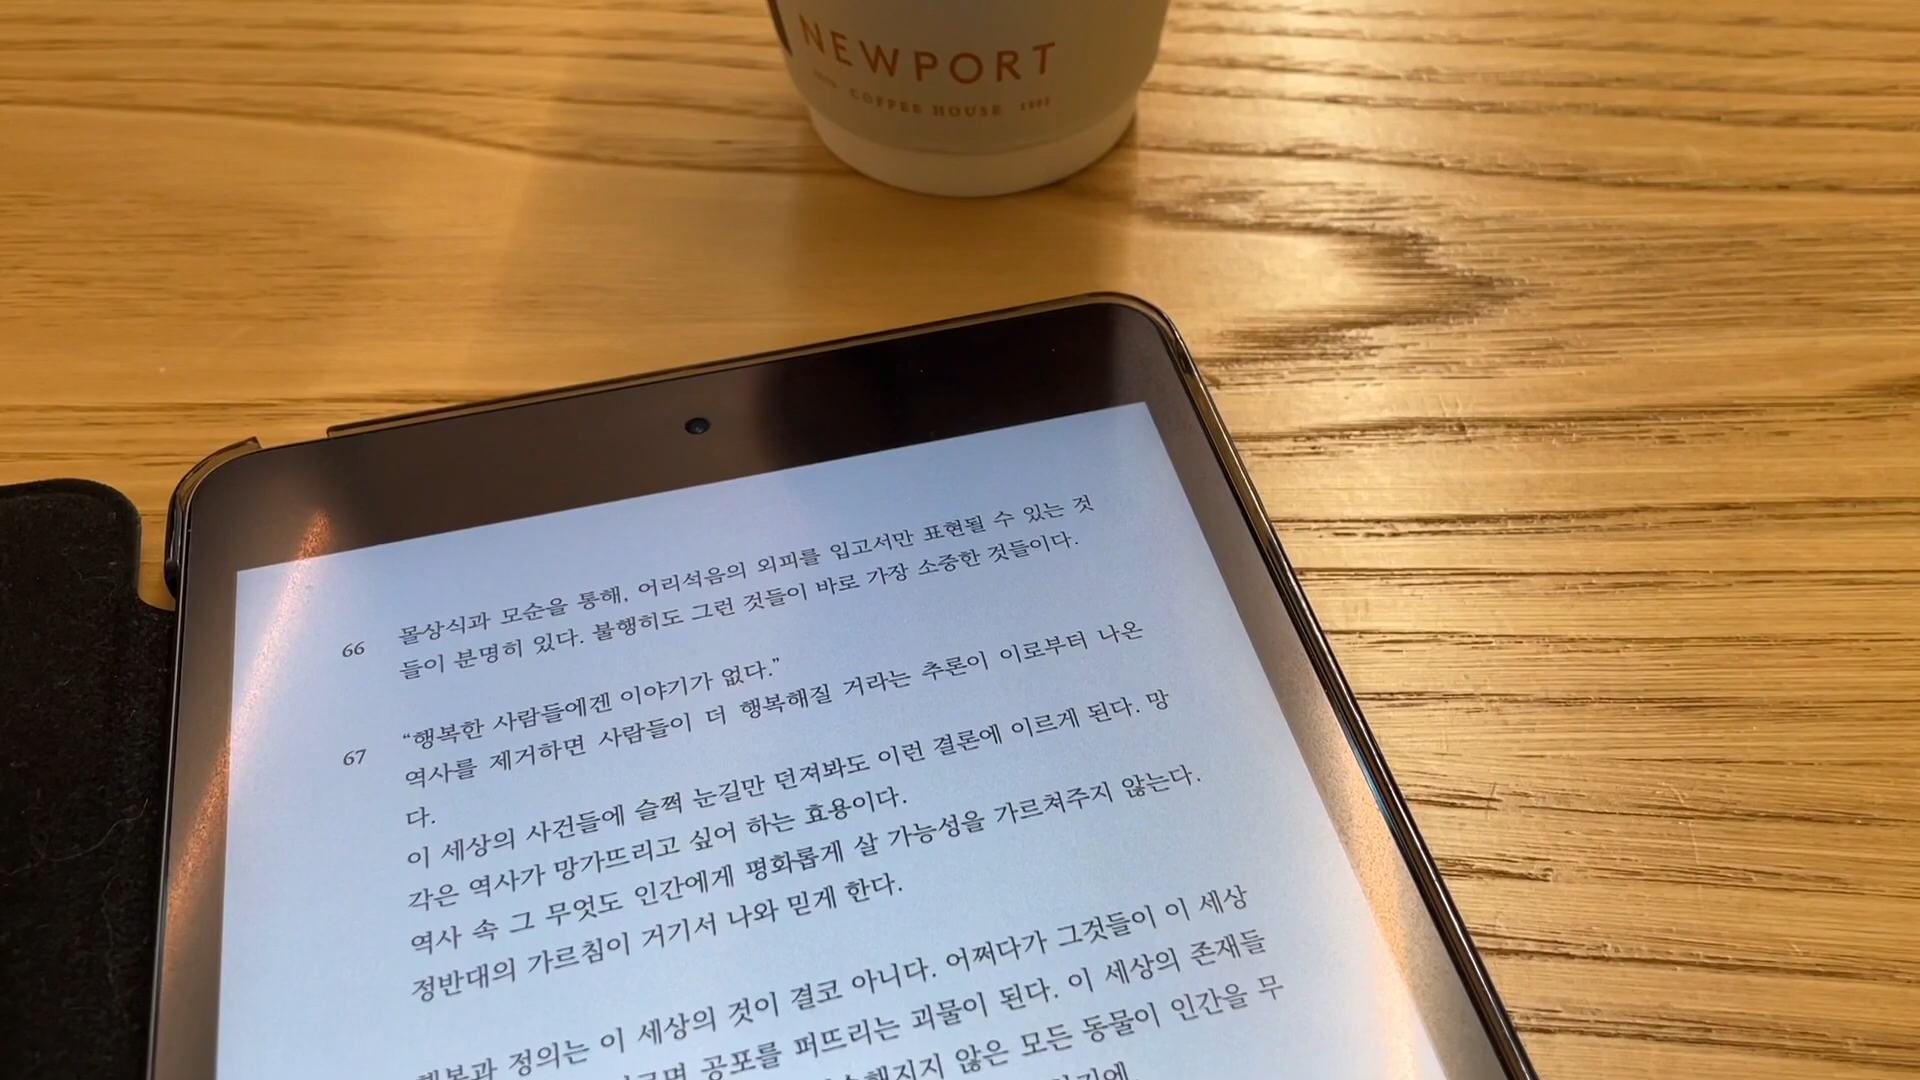 NEWPORT
COFFEE HOUSE
몰상식과 모순을 통해, 어리석음의 외피를 입고서만 표현될 수 있는 것
66 들이 분명히 있다. 불행히도 그런 것들이 바로 가장 소중한 것들이다.
“행복한 사람들에겐 이야기가 없다.”
67 역사를 제거하면 사람들이 더 행복해질 거라는 추론이 이로부터 나온
다.
이 세상의 사건들에 슬쩍 눈길만 던져봐도 이런 결론에 이르게 된다. 망
각은 역사가 망가뜨리고 싶어 하는 효용이다.
역사 속 그 무엇도 인간에게 평화롭게 살 가능성을 가르쳐주지 않는다.
정반대의 가르침이 거기서 나와 믿게 한다.
행복과 정의는 이 세상의 것이 결코 아니다. 어쩌다가 그것들이 이 세상
공포를 퍼뜨리는 괴물이 된다. 이 세상의 존재들
않은 모든 동물이 인간을 무